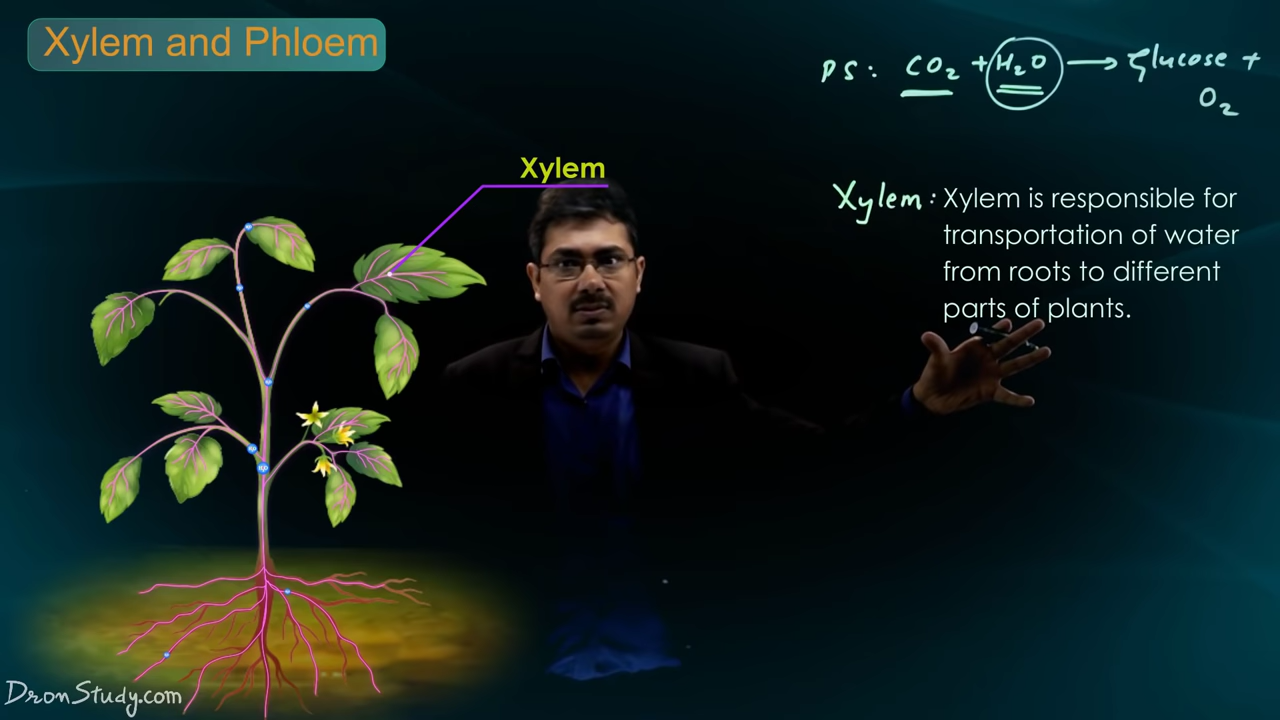 Xylem and Phloem
PS: CO2 + H2O → Glucose +
O2
Xylem
Xylem: Xylem is responsible for
transportation of water
from roots to different
parts of plants.
DronStudy.com